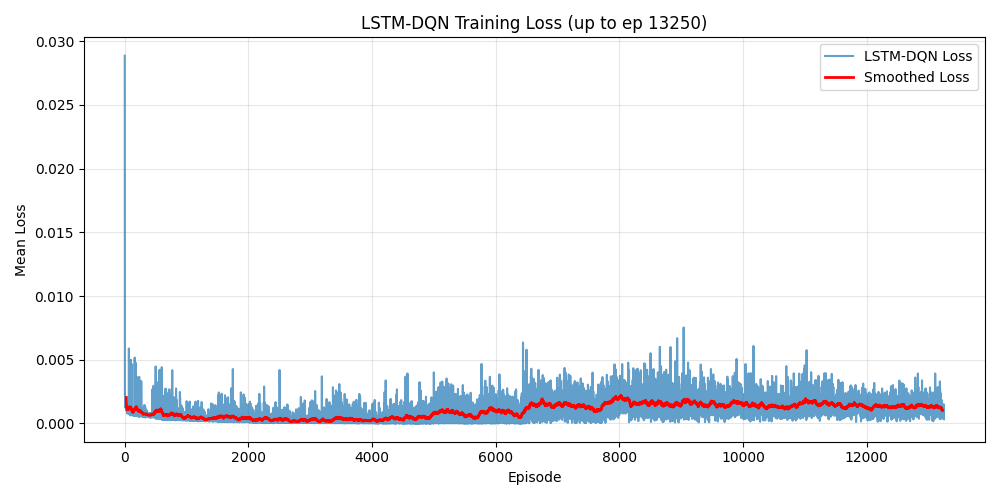 LSTM-DQN Training Loss (up to ep 13250)
LSTM-DQN Loss
Smoothed Loss
Mean Loss
0.030
0.025
0.020
0.015
0.010
0.005
0.000
0 2000 4000 6000 8000 10000 12000
Episode